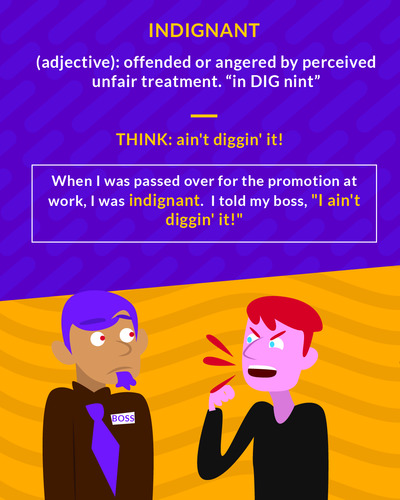 INDIGNANT
(adjective): offended or angered by perceived
unfair treatment. “in DIG nint”
THINK: ain't diggin' it!
When I was passed over for the promotion at
work, I was indignant. I told my boss, "I ain't
diggin' it!"
BOSS